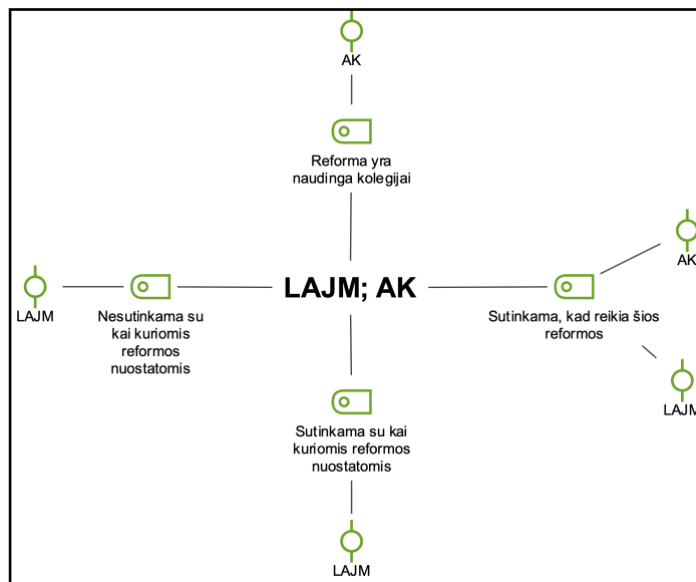 AK
Reforma yra
naudinga kolegijai
AK
LAJM; AK
LAJM
Nesutinkama su
kai kuriomis
reformos
nuostatomis
Sutinkama, kad reikia šios
reformos
LAJM
Sutinkama su kai
kuriomis reformos
nuostatomis
LAJM